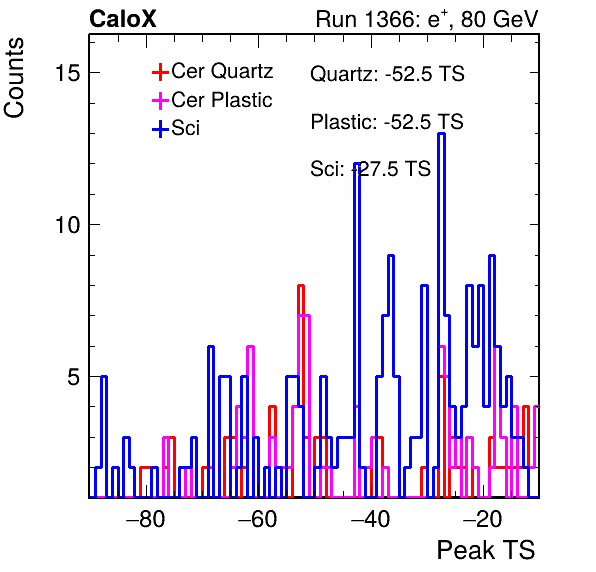 CaloX Run 1366: e⁺, 80 GeV
Counts
15
10
5
Cer Quartz
Cer Plastic
Sci
Quartz: -52.5 TS
Plastic: -52.5 TS
Sci: -27.5 TS
−80 −60 −40 −20
Peak TS